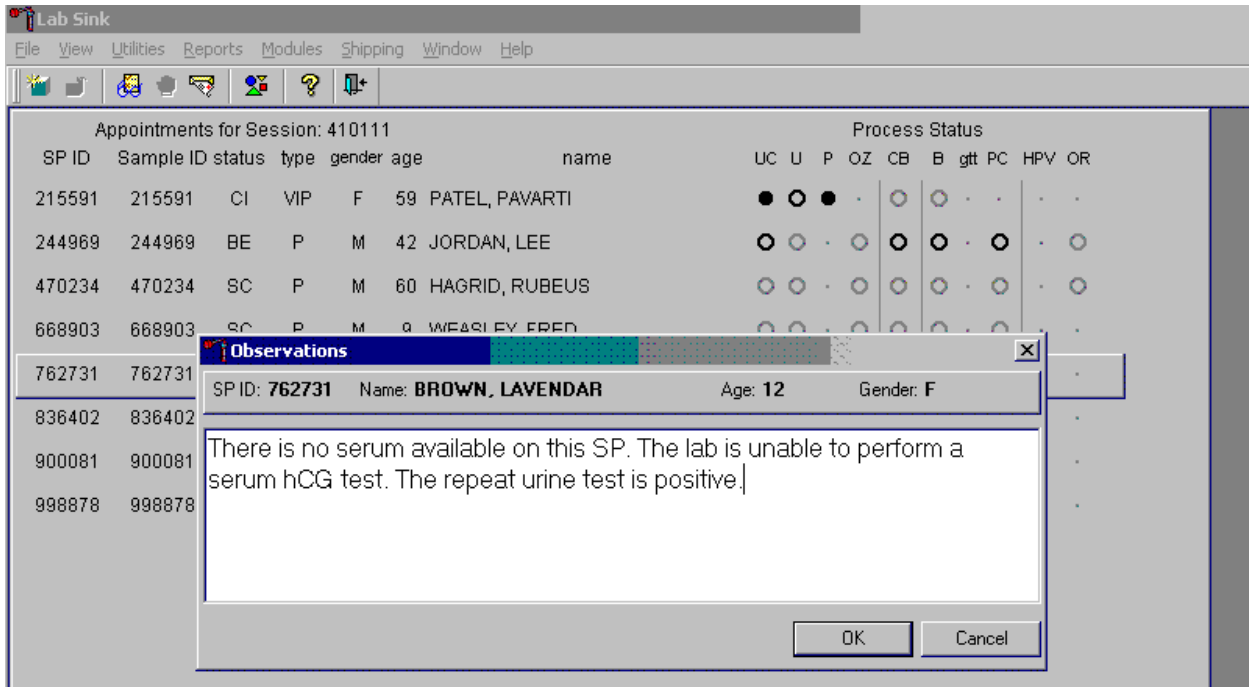 Lab Sink
File View Utilities Reports Modules Shipping Window Help
Appointments for Session: 410111 Process Status
SP ID Sample ID status type gender age name UC U P OZ CB B gtt PC HPV OR
215591 215591 CI VIP F 59 PATEL, PAVARTI
244969 244969 BE P M 42 JORDAN, LEE
470234 470234 SC P M 60 HAGRID, RUBEUS
668903 668903 SC P M 9 WEASLEY, FRED
Observations
762731 762731
SP ID: 762731 Name: BROWN, LAVENDAR Age: 12 Gender: F
836402 836402
There is no serum available on this SP. The lab is unable to perform a
900081 900081
serum hCG test. The repeat urine test is positive.
998878 998878
OK Cancel